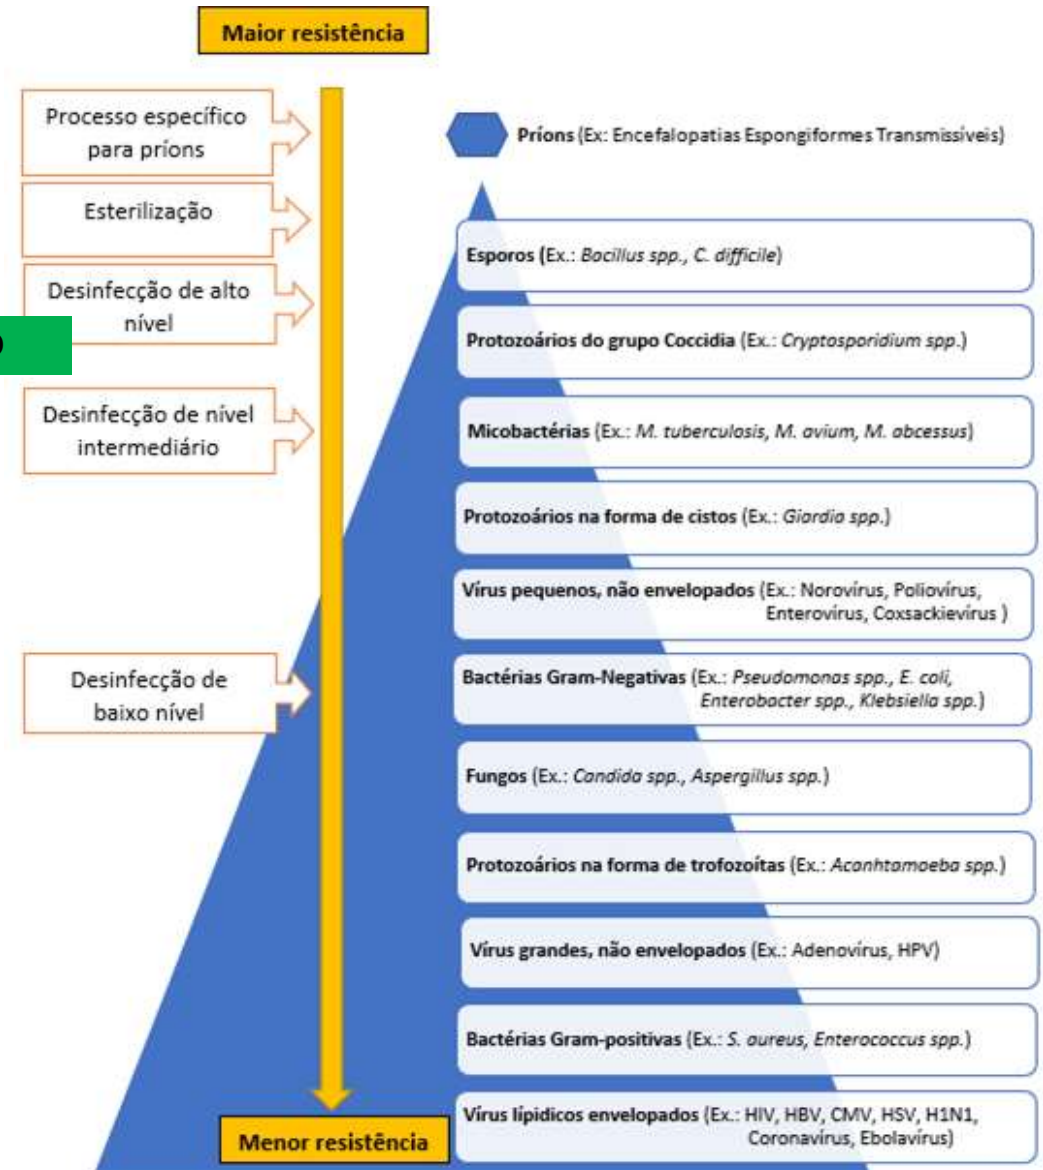 Maior resistência
Processo específico
para príons
Esterilização
Desinfecção de alto
nível
Desinfecção de nível
intermediário
Desinfecção de
baixo nível
Menor resistência
Príons (Ex: Encefalopatias Espongiformes Transmissíveis)
Esporos (Ex.: Bacillus spp., C. difficile)
Protozoários do grupo Coccidia (Ex.: Cryptosporidium spp.)
Micobactérias (Ex.: M. tuberculosis, M. avium, M. abcessus)
Protozoários na forma de cistos (Ex.: Giardia spp.)
Vírus pequenos, não envelopados (Ex.: Norovírus, Poliovírus,
Enterovírus, Coxsackievírus )
Bactérias Gram-Negativas (Ex.: Pseudomonas spp., E. coli,
Enterobacter spp., Klebsiella spp.)
Fungos (Ex.: Candida spp., Aspergillus spp.)
Protozoários na forma de trofozoítas (Ex.: Acanhtamoeba spp.)
Vírus grandes, não envelopados (Ex.: Adenovírus, HPV)
Bactérias Gram-positivas (Ex.: S. aureus, Enterococcus spp.)
Vírus lípidicos envelopados (Ex.: HIV, HBV, CMV, HSV, H1N1,
Coronavírus, Ebolavírus)